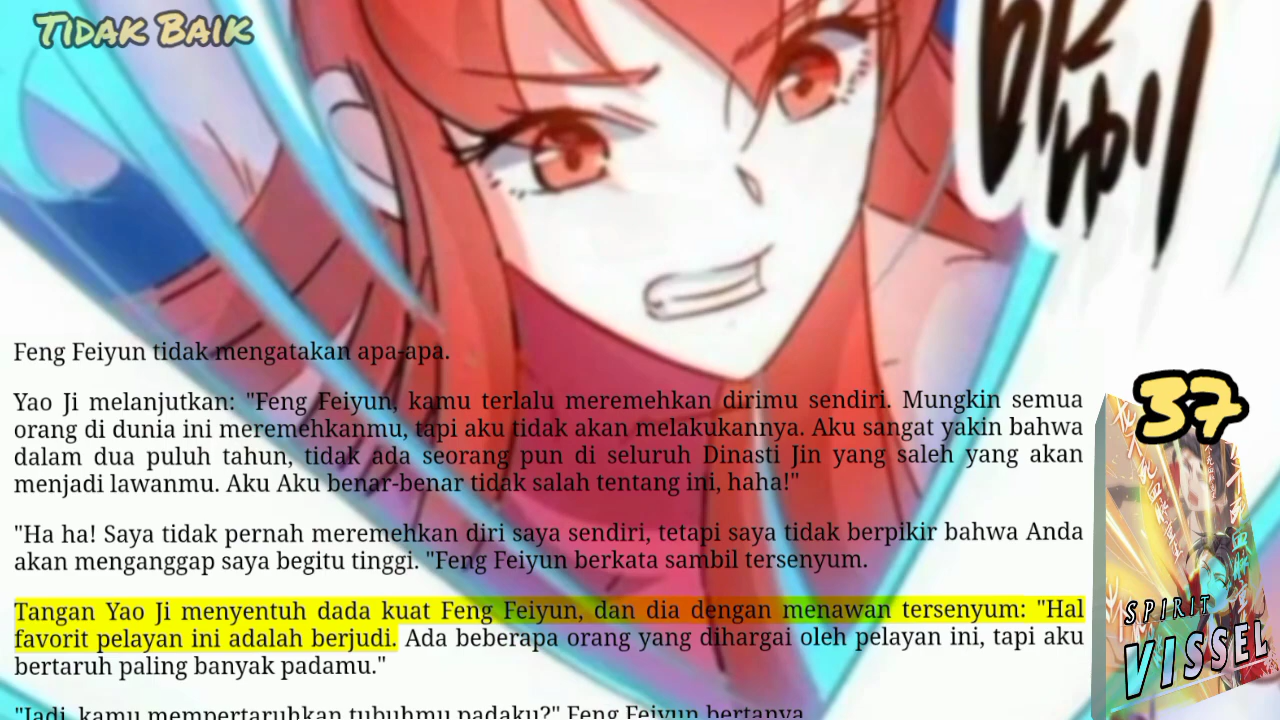 Tidak Baik
Feng Feiyun tidak mengatakan apa-apa.
Yao Ji melanjutkan: "Feng Feiyun, kamu terlalu meremehkan dirimu sendiri. Mungkin semua
orang di dunia ini meremehkanmu, tapi aku tidak akan melakukannya. Aku sangat yakin bahwa
dalam dua puluh tahun, tidak ada seorang pun di seluruh Dinasti Jin yang saleh yang akan
menjadi lawanmu. Aku Aku benar-benar tidak salah tentang ini, haha!"
"Ha ha! Saya tidak pernah meremehkan diri saya sendiri, tetapi saya tidak berpikir bahwa Anda
akan menganggap saya begitu tinggi. "Feng Feiyun berkata sambil tersenyum.
Tangan Yao Ji menyentuh dada kuat Feng Feiyun, dan dia dengan menawan tersenyum: "Hal
favorit pelayan ini adalah berjudi. Ada beberapa orang yang dihargai oleh pelayan ini, tapi aku
bertaruh paling banyak padamu."
"Jadi, kamu mempertaruhkan tubuhmu padaku?" Feng Feiyun bertanya
37
SPIRIT
VISSEL